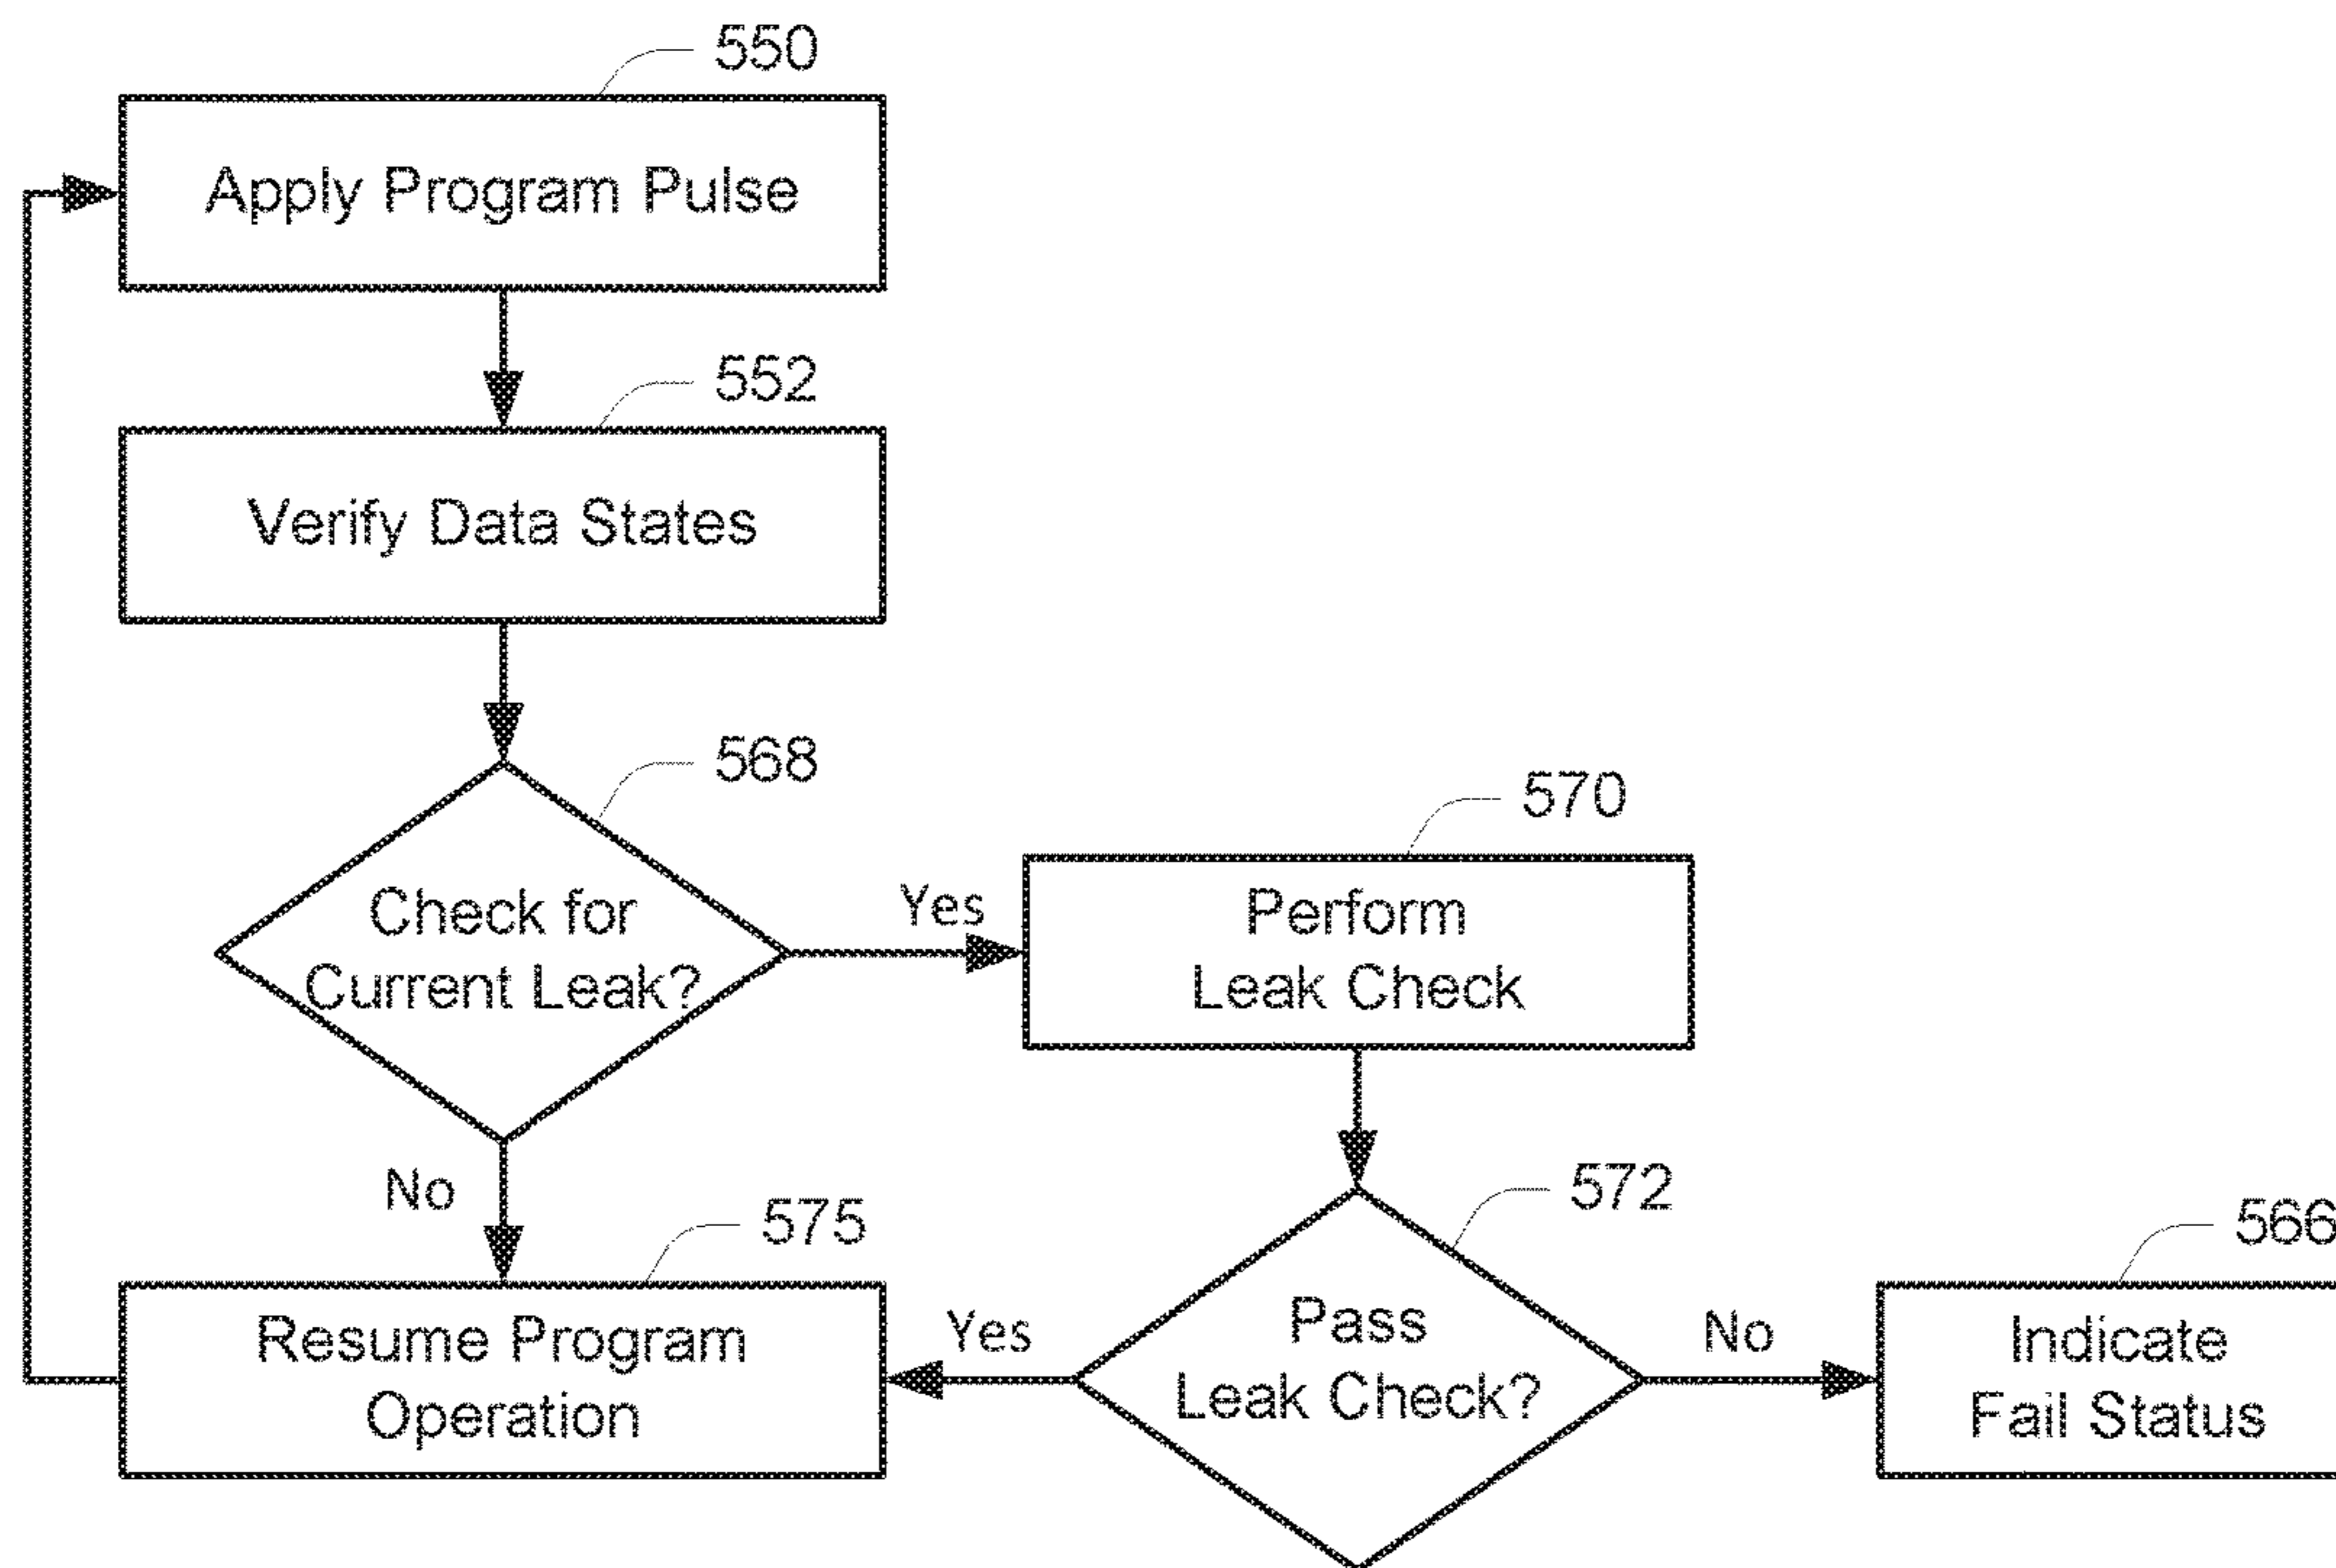 550
Apply Program Pulse
552
Verify Data States
568
Check for
Current Leak?
Yes
570
Perform
Leak Check
No
575
Resume Program
Operation
Yes
572
Pass
Leak Check?
No
566
Indicate
Fail Status